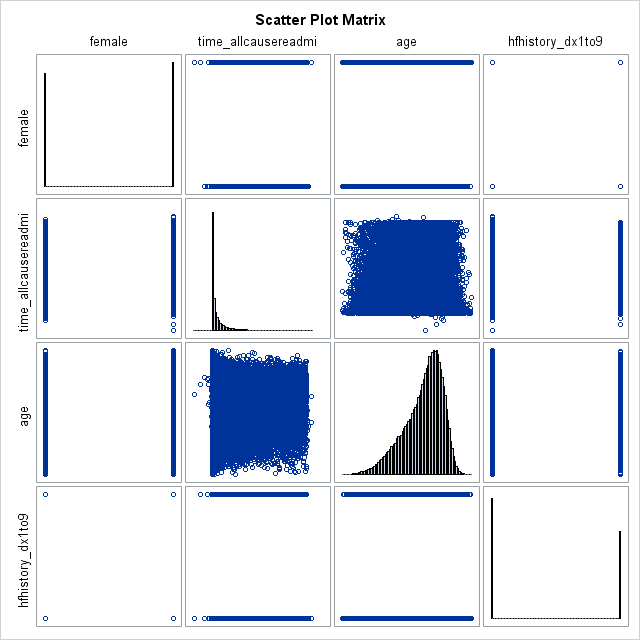 Scatter Plot Matrix
female
time_allcausereadmi
age
hfhistory_dx1to9
female
time_allcausereadmi
age
hfhistory_dx1to9